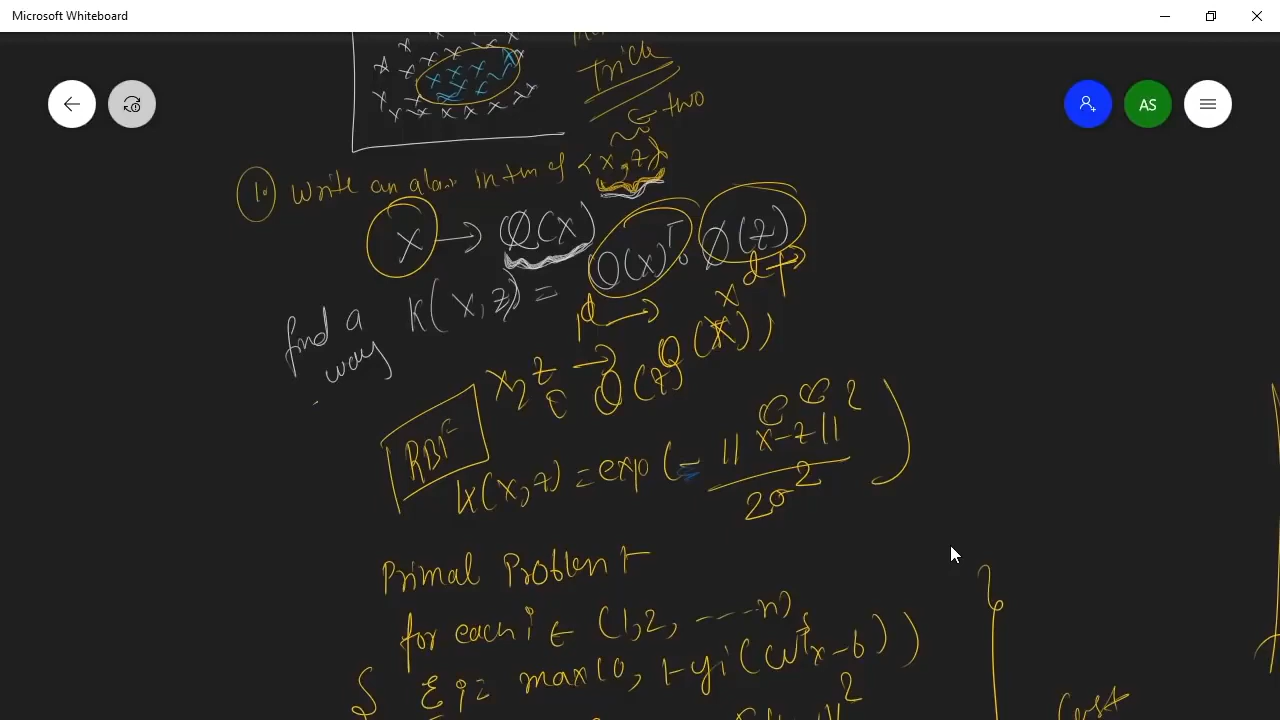 Microsoft Whiteboard
Trick
two
AS
1. Write an algo. in tm of <x,z>
x → Ø(x)
Ø(x)ᵀ. Ø(z)
find a way
K(x,z) =
x, z → Ø(z) Ø(x))
RBF
K(x,z) = exp(- ||x-z||² / 2σ²)
Primal Problem
for each i ∈ (1,2, ----- n)
ξi = max(0, 1-yi(wᵀx-b))
Cost